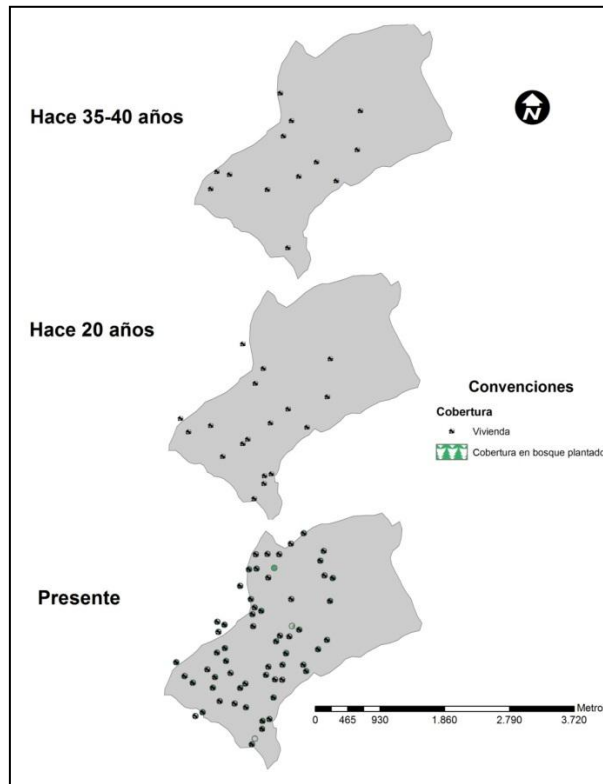 Hace 35-40 años
N
Hace 20 años
Convenciones
Cobertura
Vivienda
Cobertura en bosque plantado
Presente
Metro
0 465 930 1.860 2.790 3.720